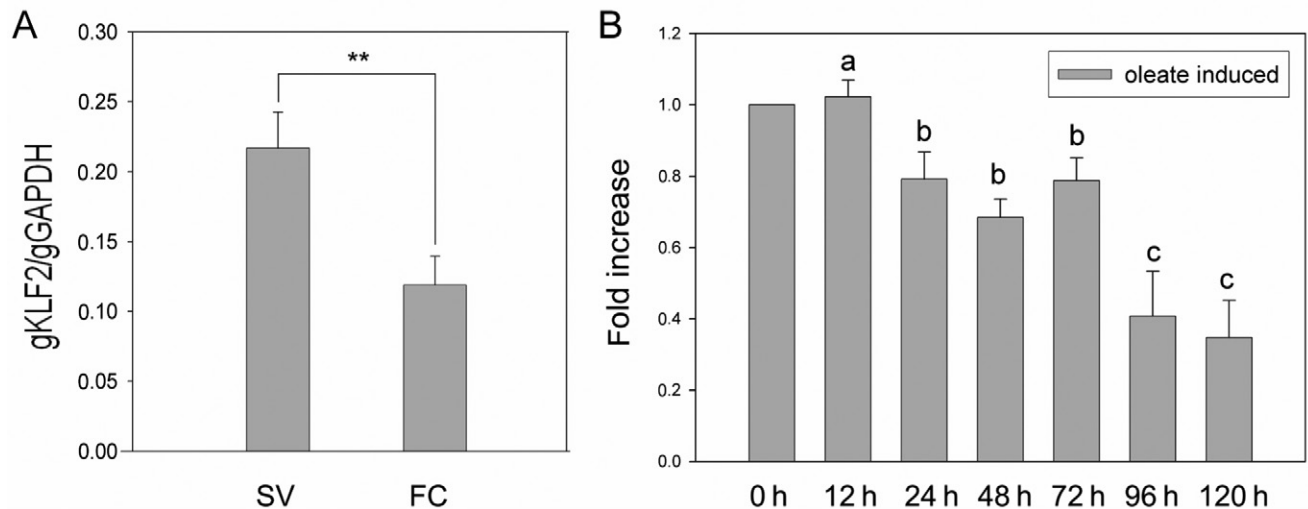 A
gKLF2/gGAPDH
0.30
0.25
0.20
0.15
0.10
0.05
0.00
**
SV FC
B
Fold increase
1.2
1.0
0.8
0.6
0.4
0.2
0.0
oleate induced
a
b
b
b
c
c
0 h 12 h 24 h 48 h 72 h 96 h 120 h